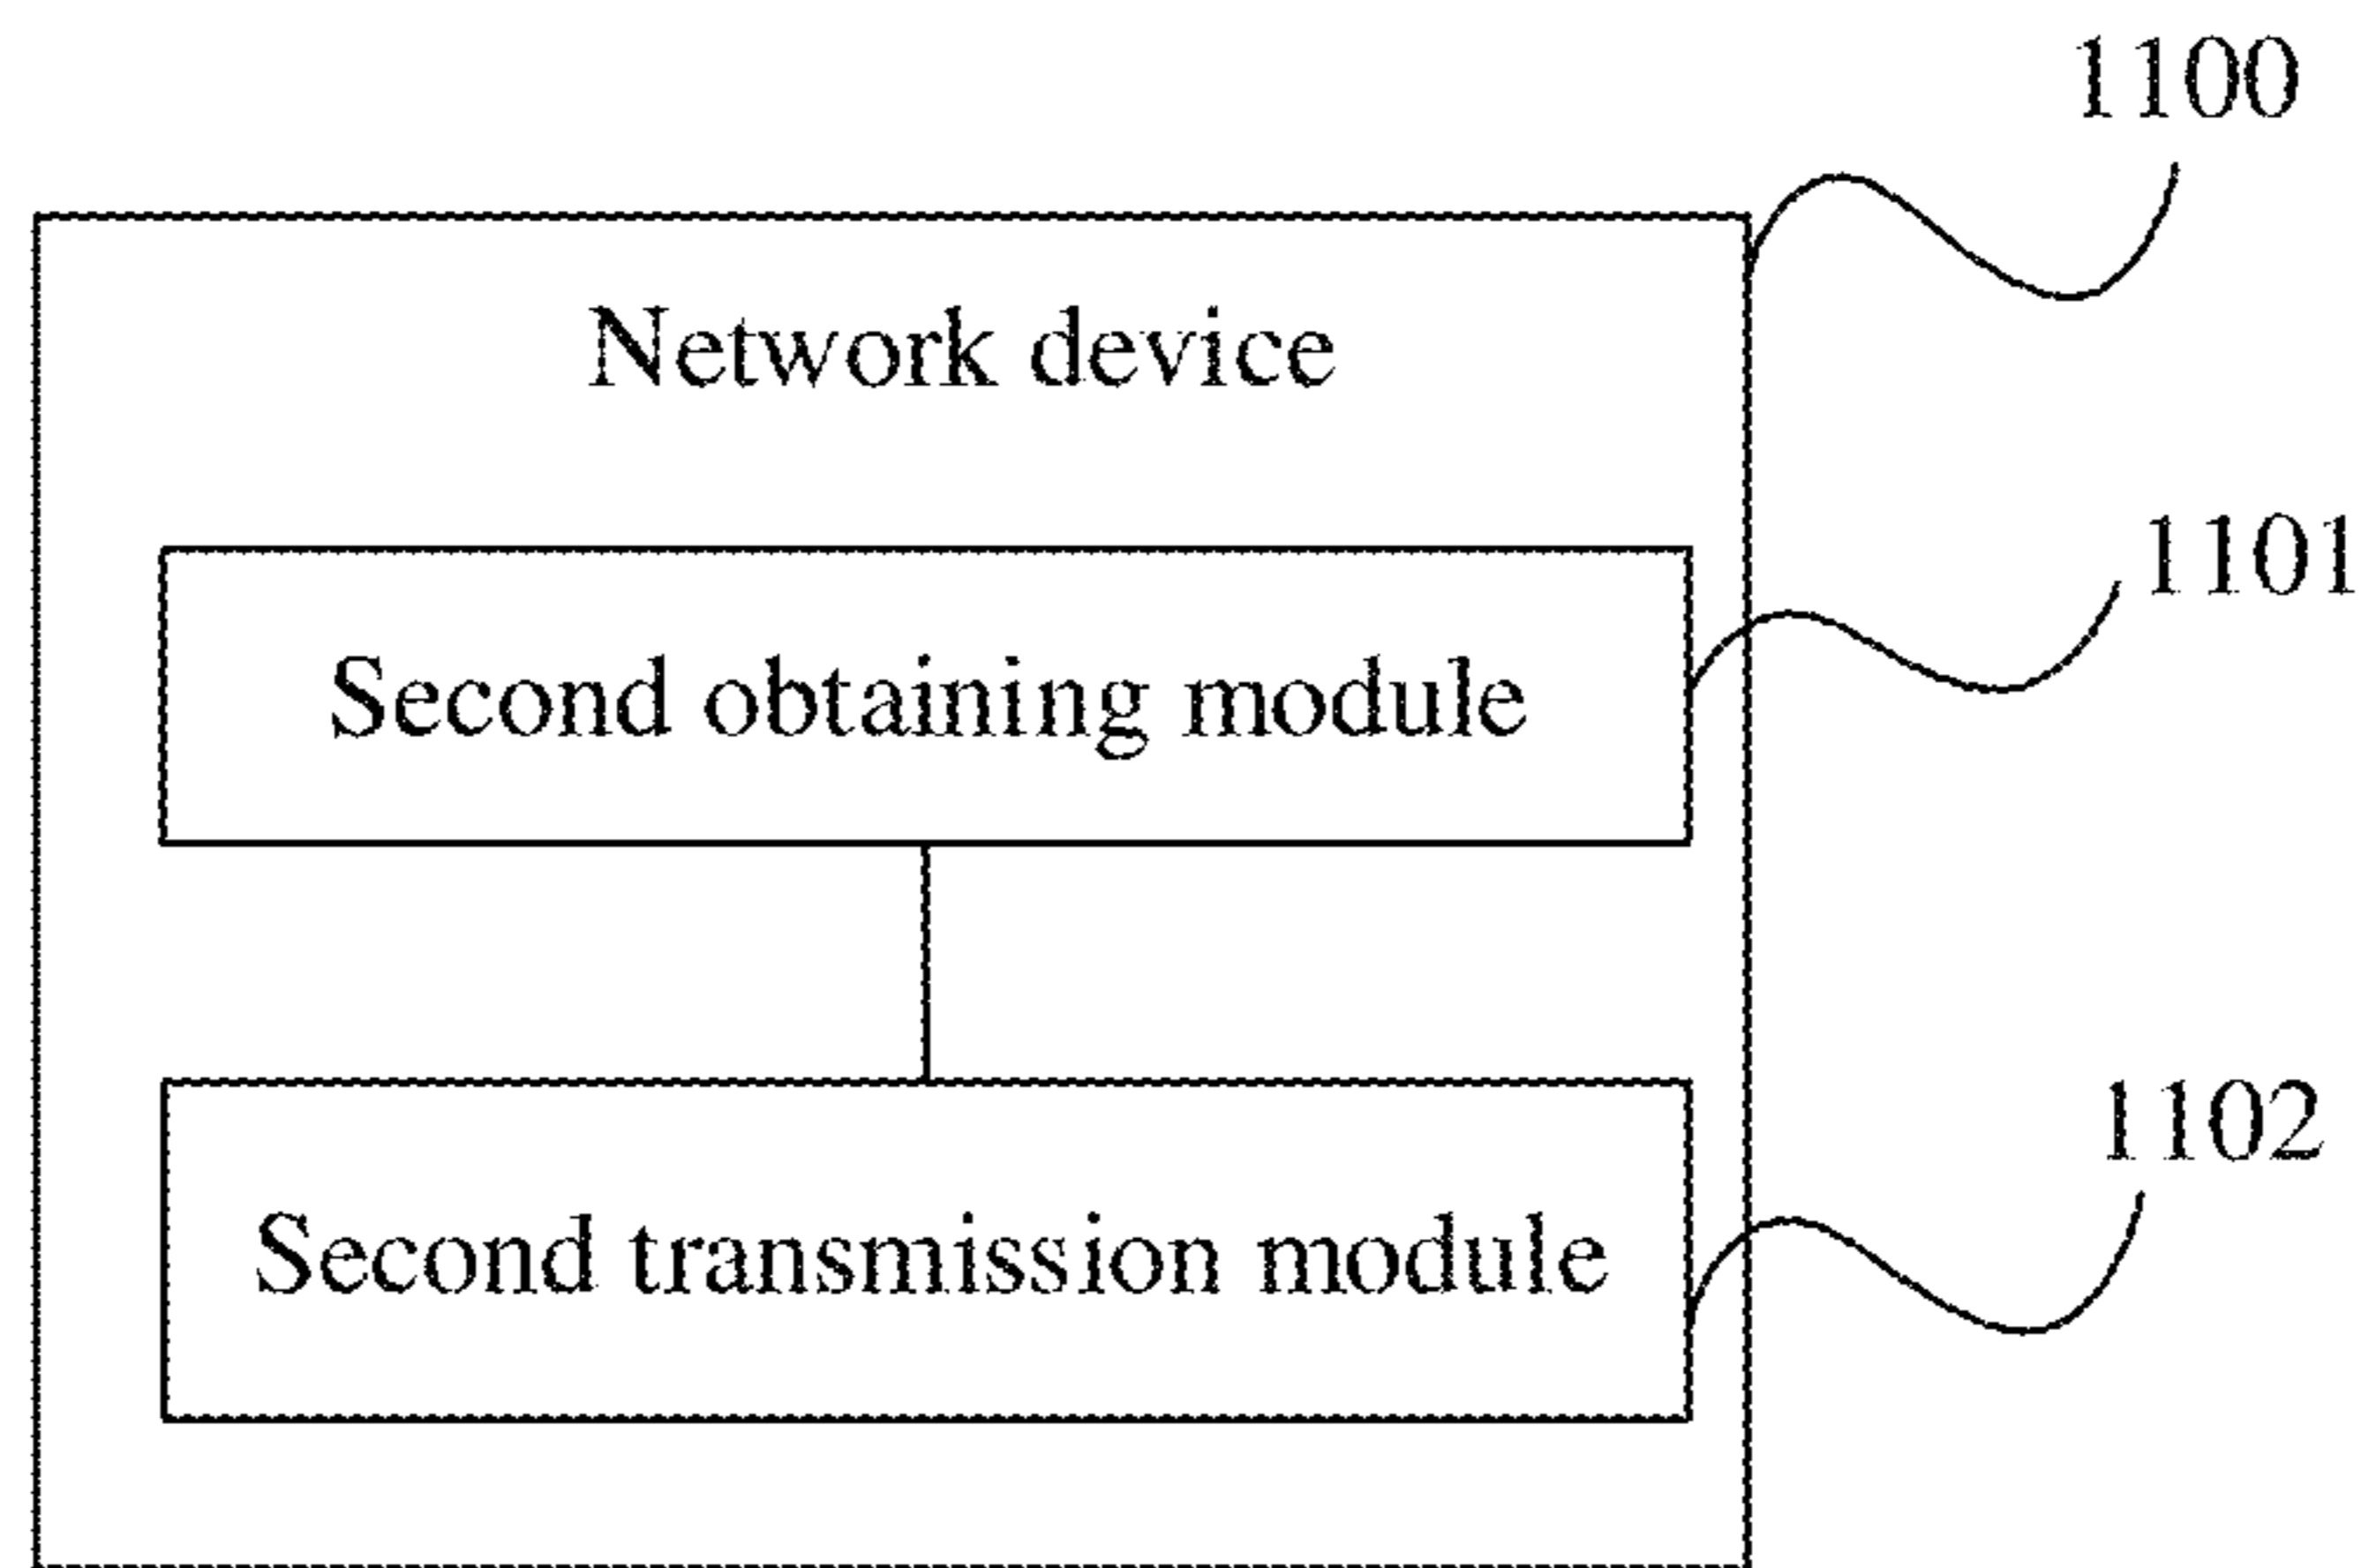 1100
Network device
1101
Second obtaining module
1102
Second transmission module